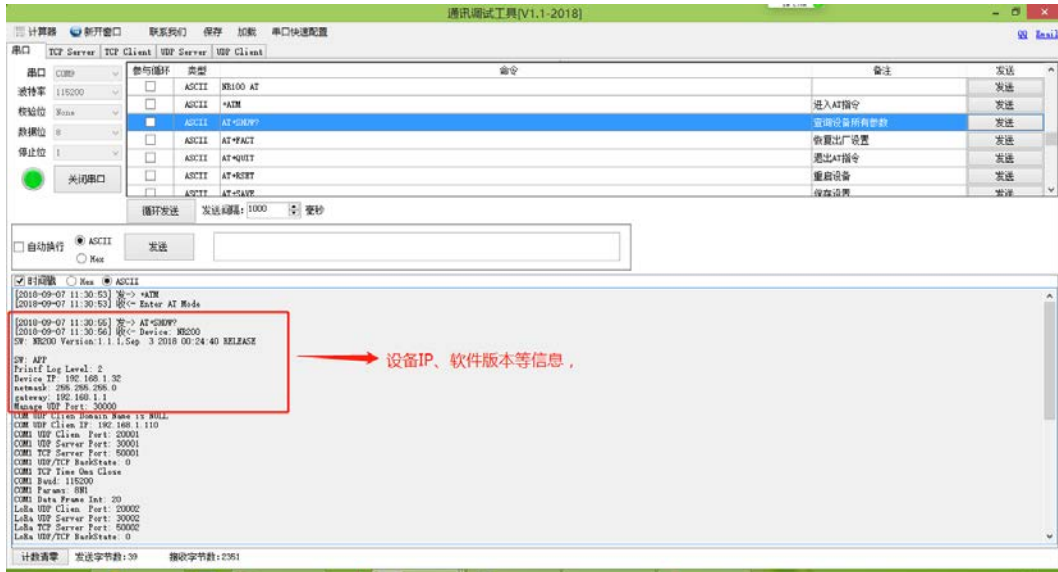 通讯调试工具[V1.1-2018]
计算器 新开窗口 联系我们 保存 加载 串口快速配置
QQ Email
串口 TCP Server TCP Client UDP Server UDP Client
串口 COM9
波特率 115200
校验位 None
数据位 8
停止位 1
关闭串口
参与循环 类型 命令 备注 发送
ASCII NR100 AT 发送
ASCII +ATM 进入AT指令 发送
ASCII AT+SHOW? 查询设备所有参数 发送
ASCII AT+FACT 恢复出厂设置 发送
ASCII AT+QUIT 退出AT指令 发送
ASCII AT+RSET 重启设备 发送
ASCII AT+SAVE 保存设置 发送
循环发送 发送间隔: 1000 毫秒
自动换行 ASCII
Hex
发送
时间戳 Hex ASCII
[2018-09-07 11:30:53] 发-> +ATM
[2018-09-07 11:30:53] 收<- Enter AT Mode
[2018-09-07 11:30:55] 发-> AT+SHOW?
[2018-09-07 11:30:56] 收<- Device: NR200
SW: NR200 Version:1.1.1,Sep 3 2018 00:24:40 RELEASE
SW: APP
Printf Log Level: 2
Device IP: 192.168.1.32
netmask: 255.255.255.0
gateway: 192.168.1.1
Manage UDP Port: 30000
设备IP、软件版本等信息，
COM UDP Clien Domain Name is NULL
COM UDP Clien IP: 192.168.1.110
COM1 UDP Clien Port: 20001
COM1 UDP Server Port: 30001
COM1 TCP Server Port: 50001
COM1 UDP/TCP BackState: 0
COM1 TCP Time Oms Close
COM1 Baud: 115200
COM1 Params: 8N1
COM1 Data Frame Int: 20
LoRa UDP Clien Port: 20002
LoRa UDP Server Port: 30002
LoRa TCP Server Port: 50002
LoRa UDP/TCP BackState: 0
计数清零 发送字节数:39 接收字节数:2351